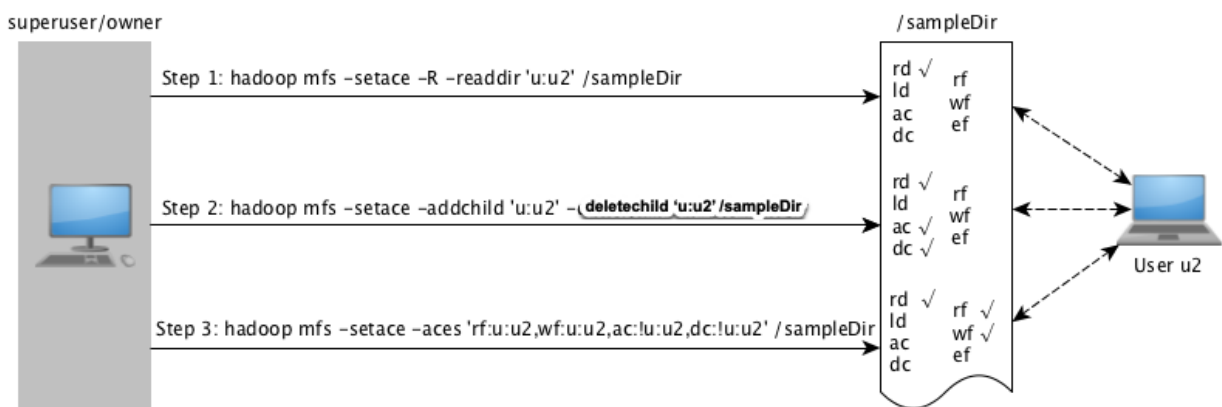 superuser/owner
/sampleDir
Step 1: hadoop mfs -setace -R -readdir 'u:u2' /sampleDir
rd √ rf
ld wf
ac ef
dc
Step 2: hadoop mfs -setace -addchild 'u:u2' -deletechild 'u:u2' /sampleDir
rd √ rf
ld wf
ac √ ef
dc √
User u2
Step 3: hadoop mfs -setace -aces 'rf:u:u2,wf:u:u2,ac:!u:u2,dc:!u:u2' /sampleDir
rd √ rf √
ld wf √
ac ef
dc